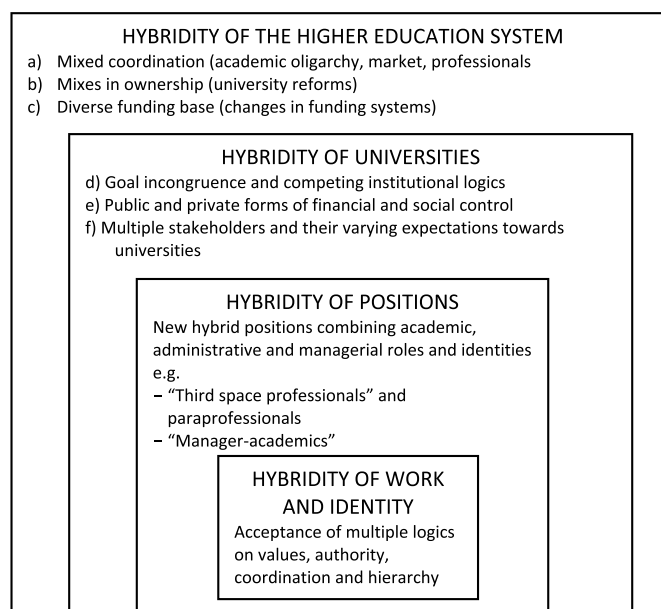 HYBRIDITY OF THE HIGHER EDUCATION SYSTEM
a) Mixed coordination (academic oligarchy, market, professionals
b) Mixes in ownership (university reforms)
c) Diverse funding base (changes in funding systems)
HYBRIDITY OF UNIVERSITIES
d) Goal incongruence and competing institutional logics
e) Public and private forms of financial and social control
f) Multiple stakeholders and their varying expectations towards
universities
HYBRIDITY OF POSITIONS
New hybrid positions combining academic,
administrative and managerial roles and identities
e.g.
– “Third space professionals” and
paraprofessionals
– “Manager-academics”
HYBRIDITY OF WORK
AND IDENTITY
Acceptance of multiple logics
on values, authority,
coordination and hierarchy